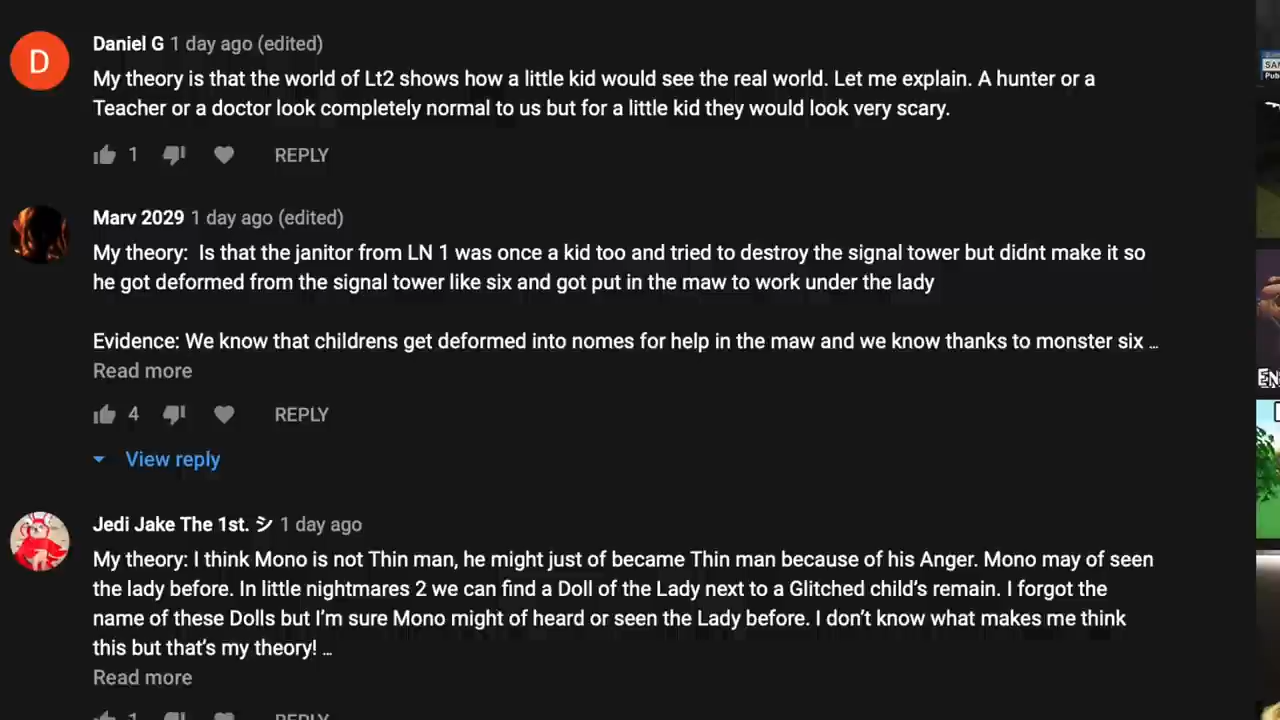 D
Daniel G 1 day ago (edited)
My theory is that the world of Lt2 shows how a little kid would see the real world. Let me explain. A hunter or a
Teacher or a doctor look completely normal to us but for a little kid they would look very scary.
1 REPLY
Marv 2029 1 day ago (edited)
My theory:  Is that the janitor from LN 1 was once a kid too and tried to destroy the signal tower but didnt make it so
he got deformed from the signal tower like six and got put in the maw to work under the lady
Evidence: We know that childrens get deformed into nomes for help in the maw and we know thanks to monster six ...
Read more
4 REPLY
View reply
Jedi Jake The 1st. シ 1 day ago
My theory: I think Mono is not Thin man, he might just of became Thin man because of his Anger. Mono may of seen
the lady before. In little nightmares 2 we can find a Doll of the Lady next to a Glitched child's remain. I forgot the
name of these Dolls but I'm sure Mono might of heard or seen the Lady before. I don't know what makes me think
this but that's my theory! ...
Read more
1 REPLY